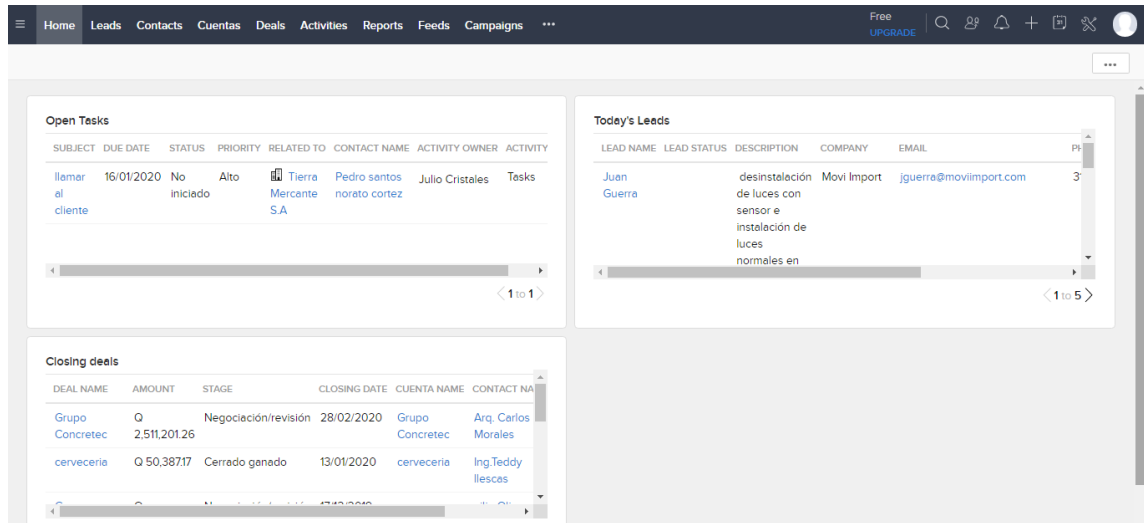 Home Leads Contacts Cuentas Deals Activities Reports Feeds Campaigns ••• Free
UPGRADE
•••
Open Tasks
SUBJECT DUE DATE STATUS PRIORITY RELATED TO CONTACT NAME ACTIVITY OWNER ACTIVITY
llamar 16/01/2020 No Alto Tierra Pedro santos Julio Cristales Tasks
al iniciado Mercante norato cortez
cliente S.A
1 to 1
Today's Leads
LEAD NAME LEAD STATUS DESCRIPTION COMPANY EMAIL PH
Juan desinstalación Movi Import jguerra@moviimport.com
Guerra de luces con
sensor e
instalación de
luces
normales en
1 to 5
Closing deals
DEAL NAME AMOUNT STAGE CLOSING DATE CUENTA NAME CONTACT NA
Grupo Q Negociación/revisión 28/02/2020 Grupo Arq. Carlos
Concretec 2,511,201.26 Concretec Morales
cerveceria Q 50,387.17 Cerrado ganado 13/01/2020 cerveceria Ing.Teddy
Illescas